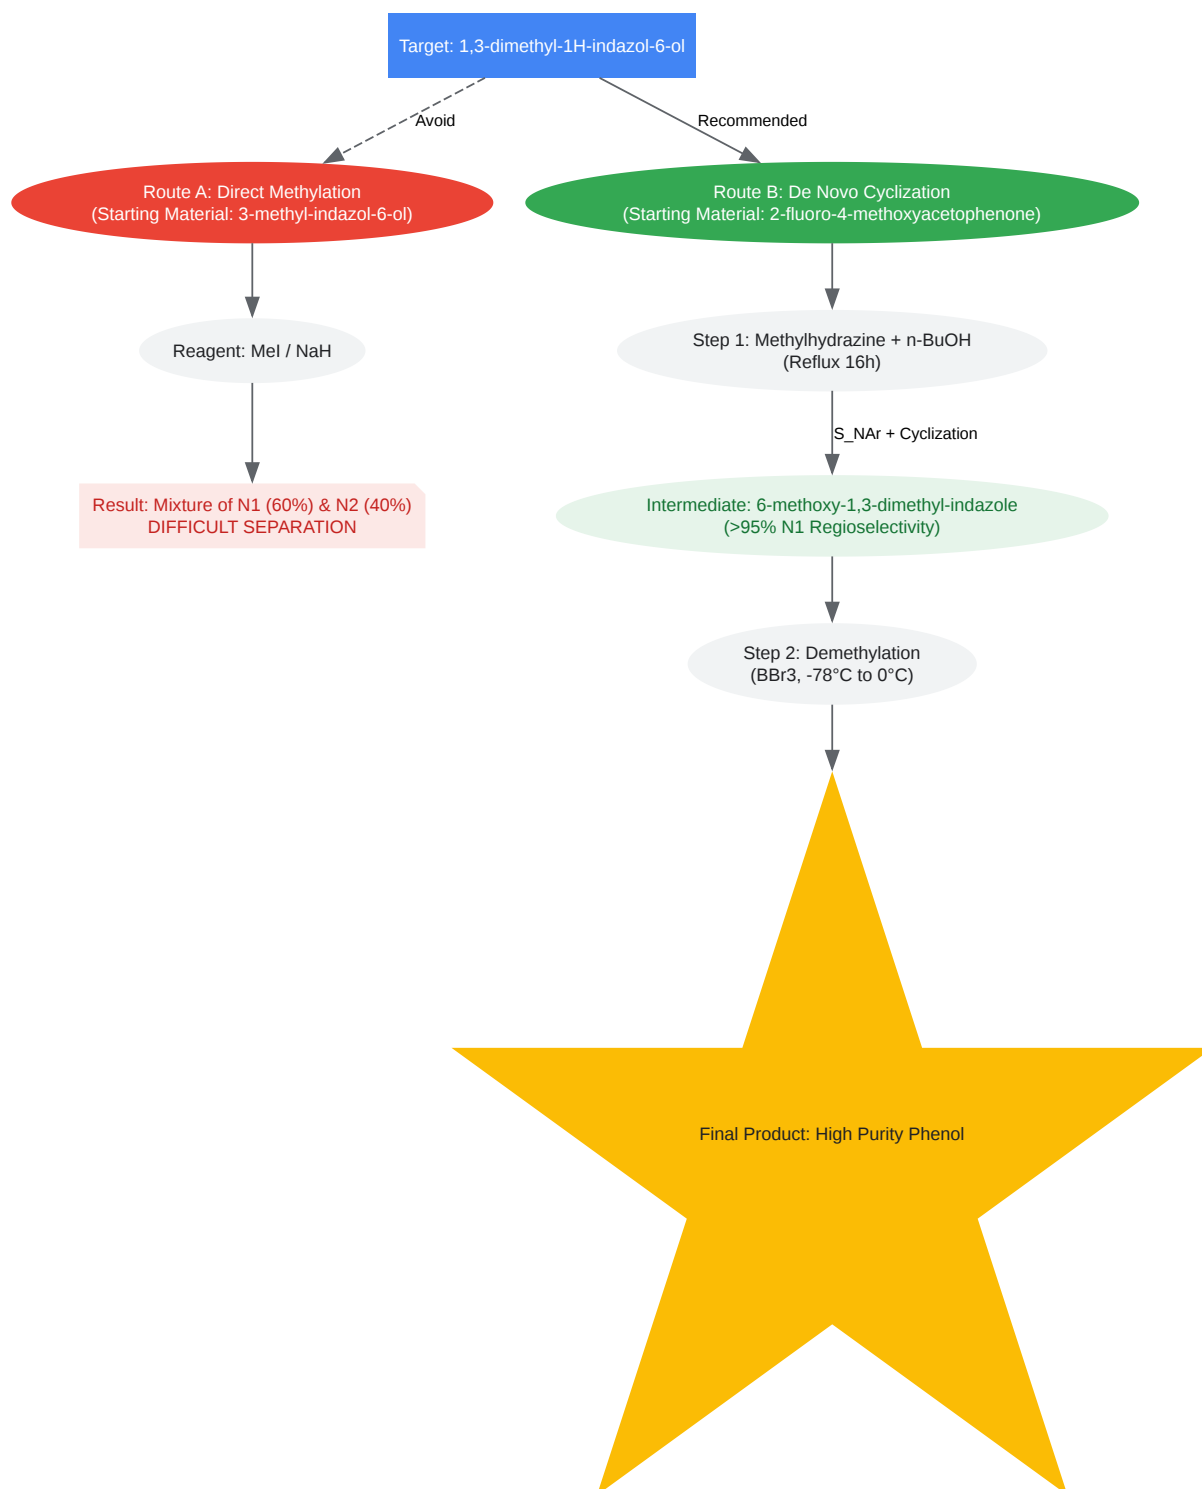 Target: 1,3-dimethyl-1H-indazol-6-ol
Avoid
Recommended
Route A: Direct Methylation
(Starting Material: 3-methyl-indazol-6-ol)
Route B: De Novo Cyclization
(Starting Material: 2-fluoro-4-methoxyacetophenone)
Reagent: MeI / NaH
Step 1: Methylhydrazine + n-BuOH
(Reflux 16h)
S_NAr + Cyclization
Result: Mixture of N1 (60%) & N2 (40%)
DIFFICULT SEPARATION
Intermediate: 6-methoxy-1,3-dimethyl-indazole
(>95% N1 Regioselectivity)
Step 2: Demethylation
(BBr3, -78°C to 0°C)
Final Product: High Purity Phenol